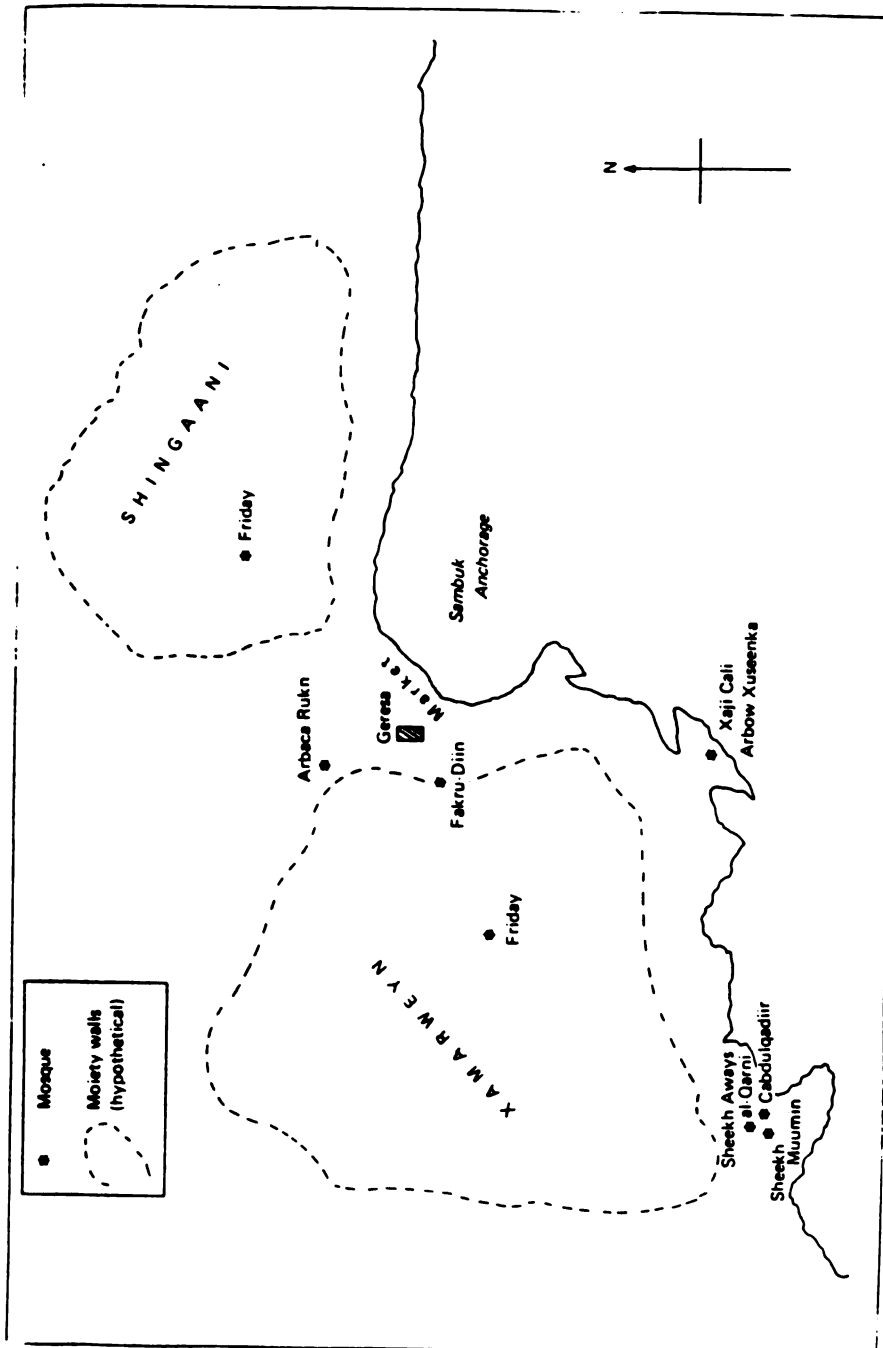 Mosque
Moiety walls
(hypothetical)
XAMARWEYN
Friday
SHINGAANI
Friday
Arbaca Rukn
Geresa
Market
Fakru-Diin
Sambuk
Anchorage
N
Xaji Cali
Arbow Xuseenka
Sheekh Aways
al-Qarni
Cabdulqadiir
Sheekh
Muumin